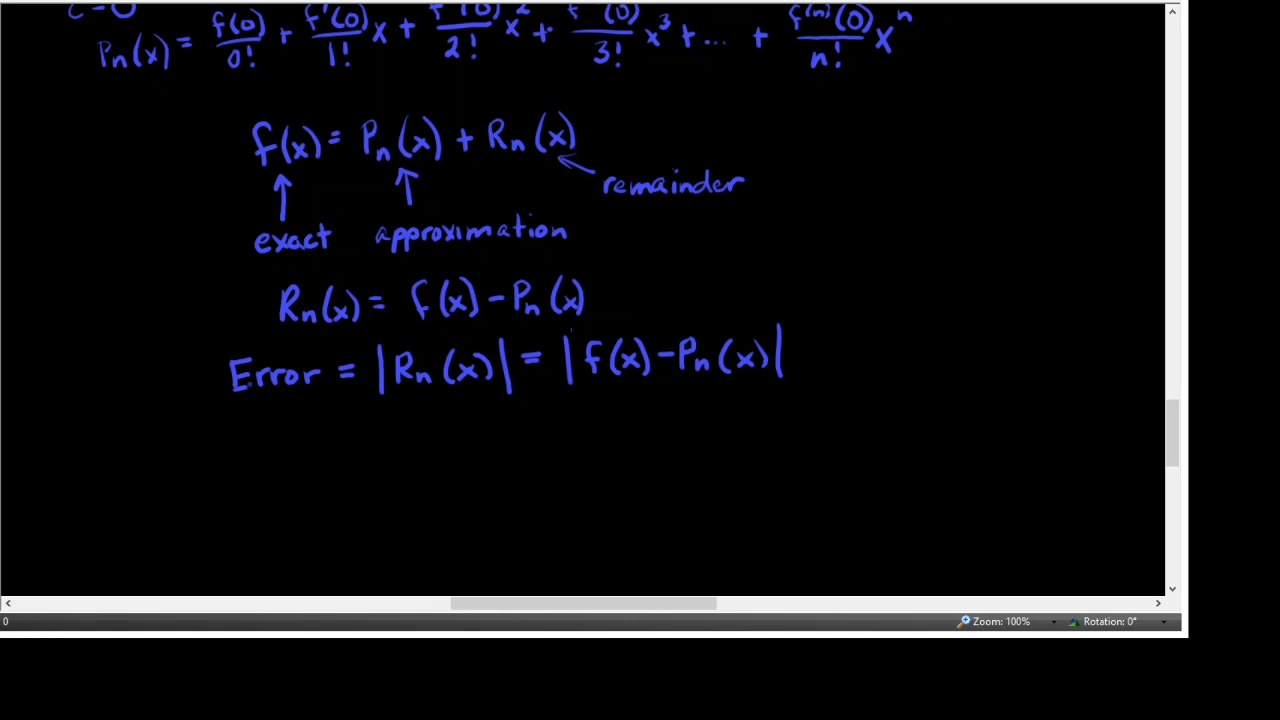 c = 0
Pn(x) = f(0)/0! + f'(0)/1! x + f''(0)/2! x² + f'''(0)/3! x³ + ... + f⁽ⁿ⁾(0)/n! xⁿ
f(x) = Pn(x) + Rn(x)
remainder
exact approximation
Rn(x) = f(x) - Pn(x)
Error = |Rn(x)| = |f(x) - Pn(x)|
0 Zoom: 100% Rotation: 0°